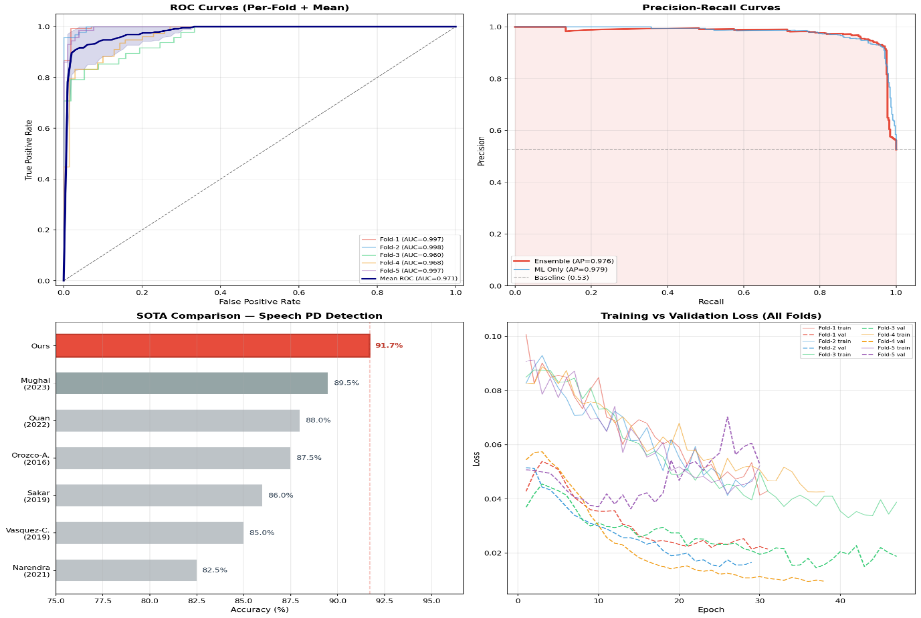 ROC Curves (Per-Fold + Mean)
1.0
0.8
0.6
0.4
0.2
0.0
True Positive Rate
0.0 0.2 0.4 0.6 0.8 1.0
False Positive Rate
Fold-1 (AUC=0.997)
Fold-2 (AUC=0.998)
Fold-3 (AUC=0.960)
Fold-4 (AUC=0.968)
Fold-5 (AUC=0.997)
Mean ROC (AUC=0.971)
Precision-Recall Curves
1.0
0.8
0.6
0.4
0.2
0.0
Precision
0.0 0.2 0.4 0.6 0.8 1.0
Recall
Ensemble (AP=0.976)
ML Only (AP=0.979)
Baseline (0.53)
SOTA Comparison — Speech PD Detection
Ours
91.7%
Mughal
(2023)
89.5%
Quan
(2022)
88.0%
Orozco-A.
(2016)
87.5%
Sakar
(2019)
86.0%
Vasquez-C.
(2019)
85.0%
Narendra
(2021)
82.5%
75.0 77.5 80.0 82.5 85.0 87.5 90.0 92.5 95.0
Accuracy (%)
Training vs Validation Loss (All Folds)
0.10
0.08
0.06
0.04
0.02
Loss
0 10 20 30 40
Epoch
Fold-1 train
Fold-1 val
Fold-2 train
Fold-2 val
Fold-3 train
Fold-3 val
Fold-4 train
Fold-4 val
Fold-5 train
Fold-5 val